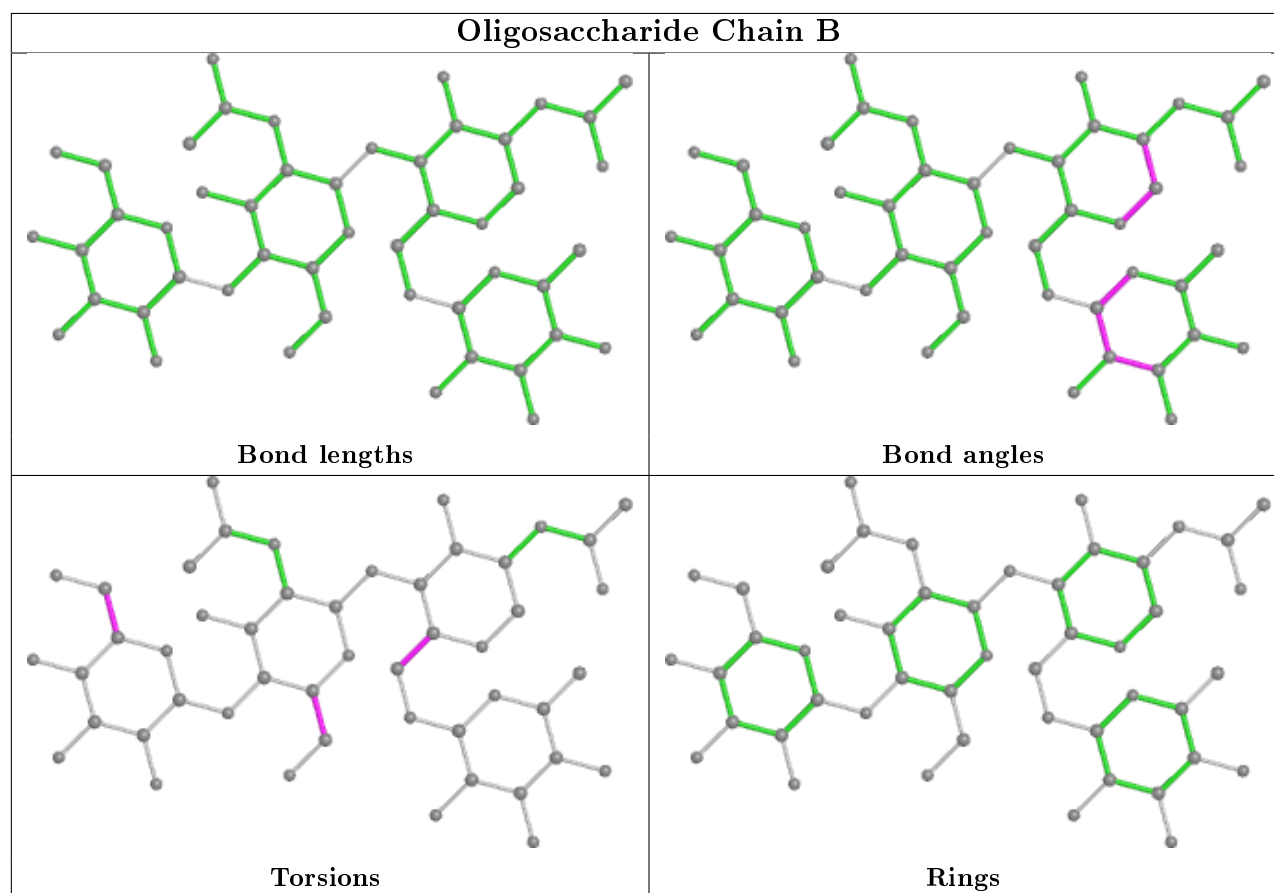 Oligosaccharide Chain B
Bond lengths
Bond angles
Torsions
Rings